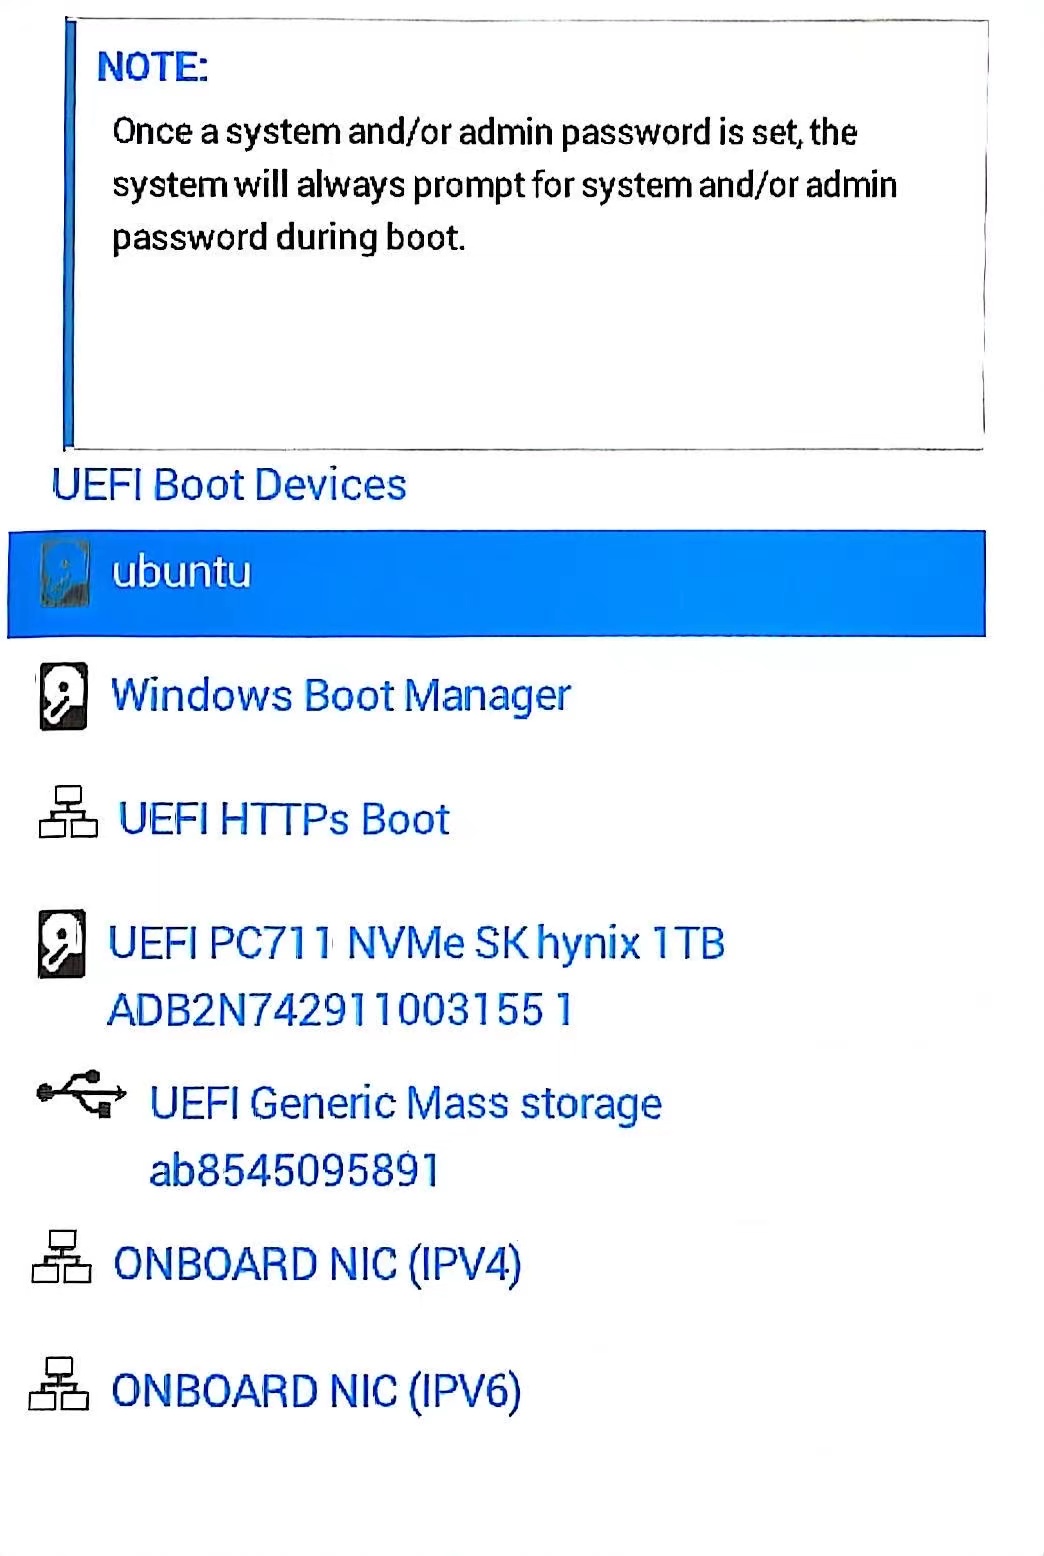 NOTE:
Once a system and/or admin password is set, the
system will always prompt for system and/or admin
password during boot.
UEFI Boot Devices
ubuntu
Windows Boot Manager
UEFI HTTPs Boot
UEFI PC711 NVMe SK hynix 1TB
ADB2N742911003155 1
UEFI Generic Mass storage
ab8545095891
ONBOARD NIC (IPV4)
ONBOARD NIC (IPV6)